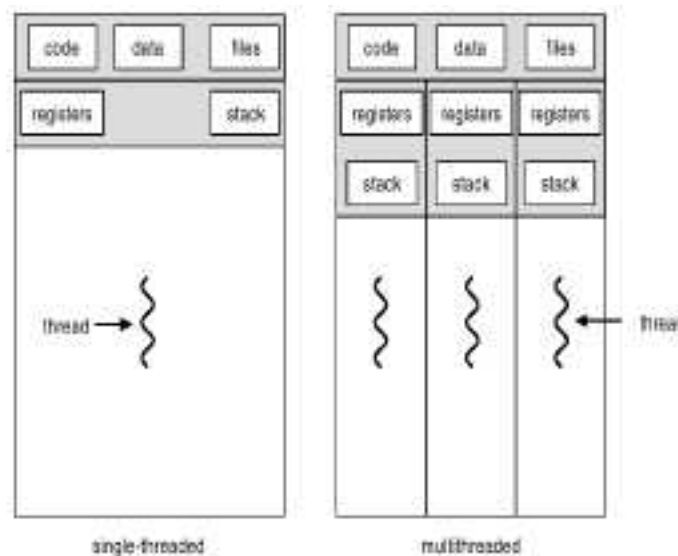 code data files
registers stack
thread
single-threaded
code data files
registers registers registers
stack stack stack
threa
multithreaded